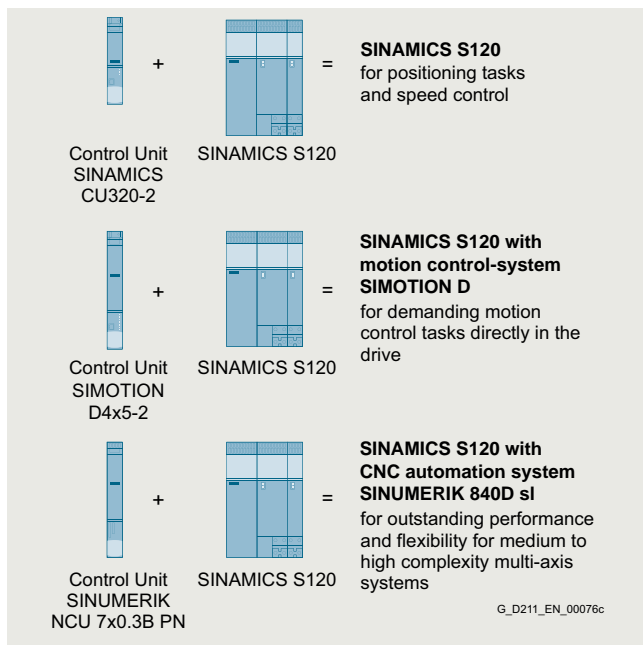 +
=
SINAMICS S120
for positioning tasks
and speed control
Control Unit
SINAMICS
CU320-2
SINAMICS S120
+
=
SINAMICS S120 with
motion control-system
SIMOTION D
for demanding motion
control tasks directly in the
drive
Control Unit
SIMOTION
D4x5-2
SINAMICS S120
+
=
SINAMICS S120 with
CNC automation system
SINUMERIK 840D sl
for outstanding performance
and flexibility for medium to
high complexity multi-axis
systems
Control Unit
SINUMERIK
NCU 7x0.3B PN
SINAMICS S120
G_D211_EN_00076c